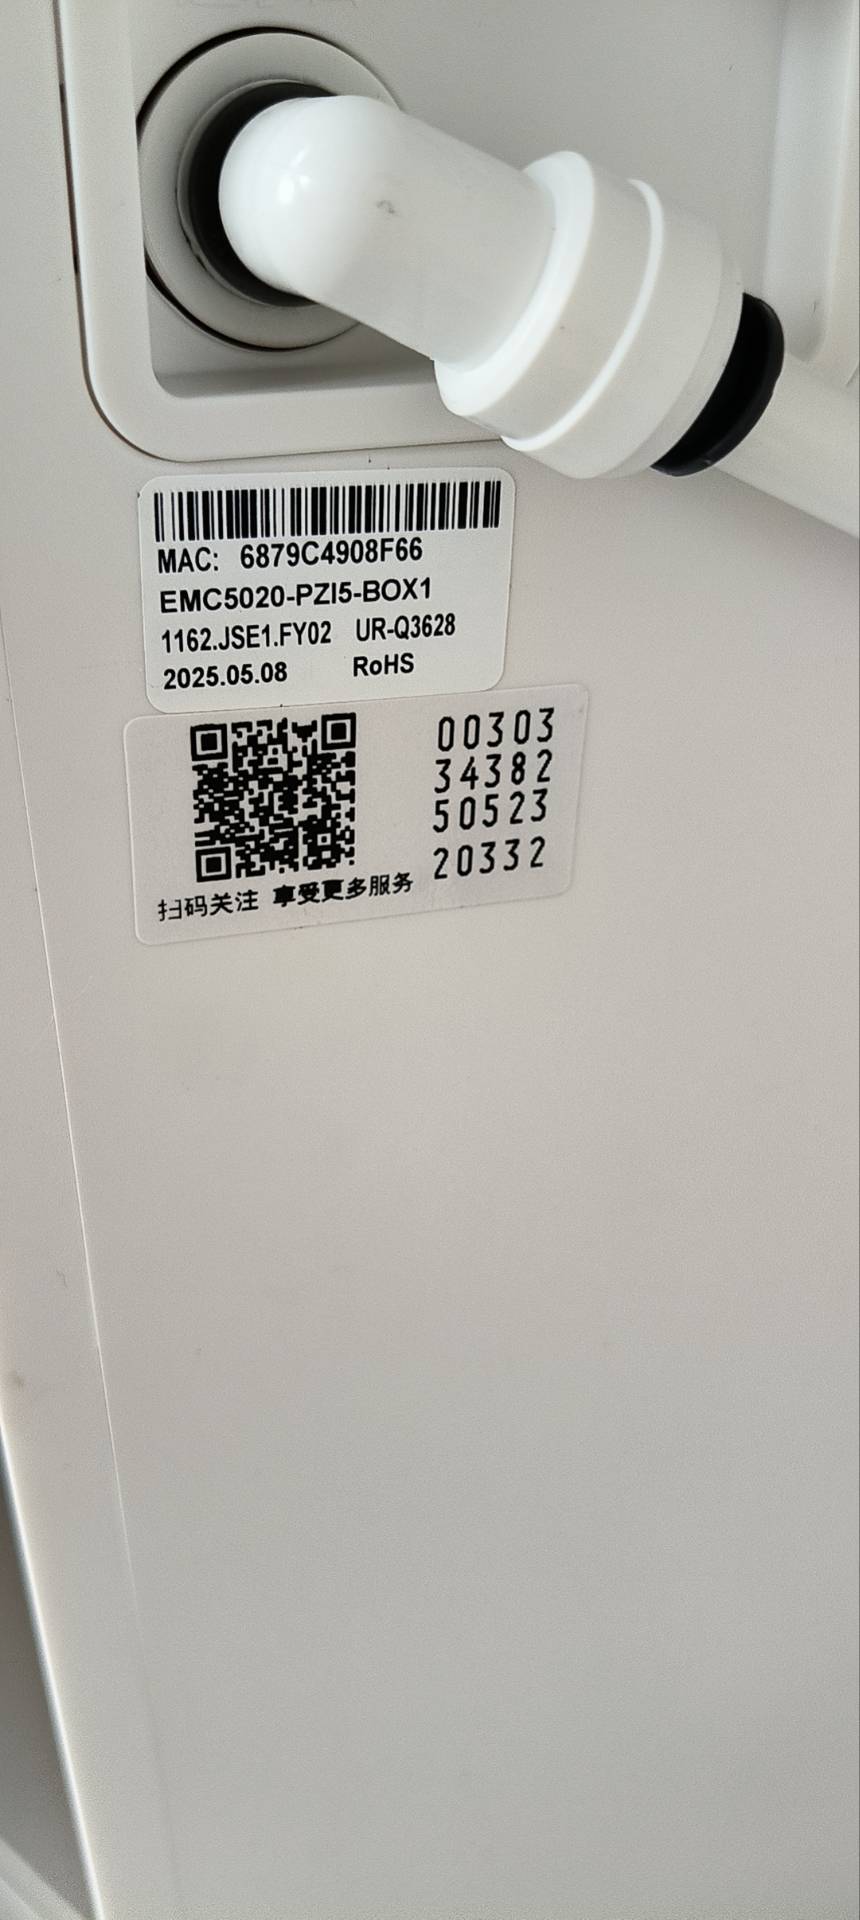 MAC: 6879C4908F66
EMC5020-PZI5-BOX1
1162.JSE1.FY02 UR-Q3628
2025.05.08 RoHS
00303
34382
50523
20332
扫码关注 享受更多服务